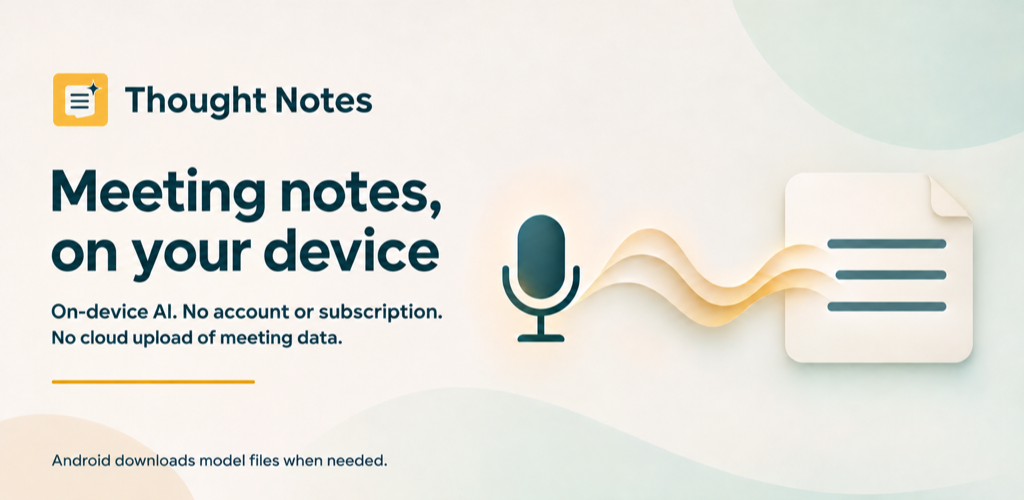 Thought Notes
Meeting notes,
on your device
On-device AI. No account or subscription.
No cloud upload of meeting data.
Android downloads model files when needed.